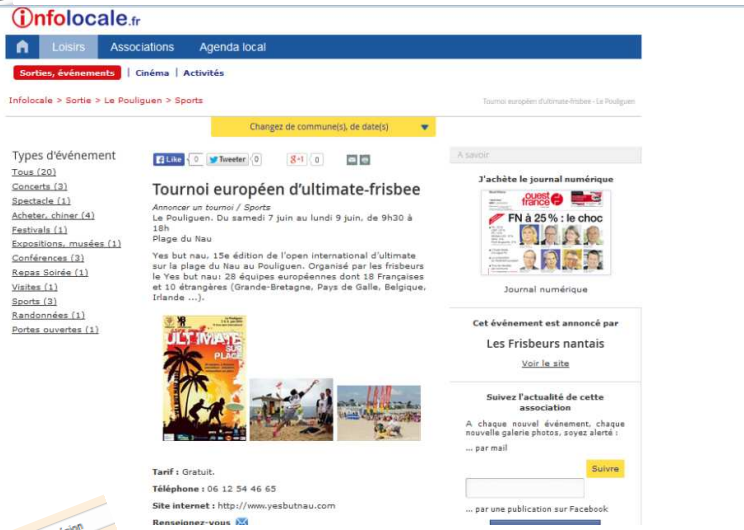 infolocale.fr
Loisirs Associations Agenda local
Sorties, événements | Cinéma | Activités
Infolocale > Sortie > Le Pouliguen > Sports
Tournoi européen d'ultimate-frisbee - Le Pouliguen
Changez de commune(s), de date(s)
Types d'événement
Tous (20)
Concerts (3)
Spectacle (1)
Acheter, chiner (4)
Festivals (1)
Expositions, musées (1)
Conférences (3)
Repas Soirée (1)
Visites (1)
Sports (3)
Randonnées (1)
Portes ouvertes (1)
Like 0 Tweeter 0 g+1 0
Tournoi européen d'ultimate-frisbee
Annoncer un tournoi / Sports
Le Pouliguen. Du samedi 7 juin au lundi 9 juin, de 9h30 à
18h
Plage du Nau
Yes but nau, 15e édition de l'open international d'ultimate
sur la plage du Nau au Pouliguen. Organisé par les frisbeurs
le Yes but nau: 28 équipes européennes dont 18 Françaises
et 10 étrangères (Grande-Bretagne, Pays de Galle, Belgique,
Irlande ...).
ULTIMATE
SUR
PLAGE
Tarif : Gratuit.
Téléphone : 06 12 54 46 65
Site internet : http://www.yesbutnau.com
Renseignez-vous
A savoir
J'achète le journal numérique
ouest
france
FN à 25 % : le choc
Journal numérique
Cet événement est annoncé par
Les Frisbeurs nantais
Voir le site
Suivez l'actualité de cette
association
A chaque nouvel événement, chaque
nouvelle galerie photos, soyez alerté :
... par mail
Suivre
... par une publication sur Facebook